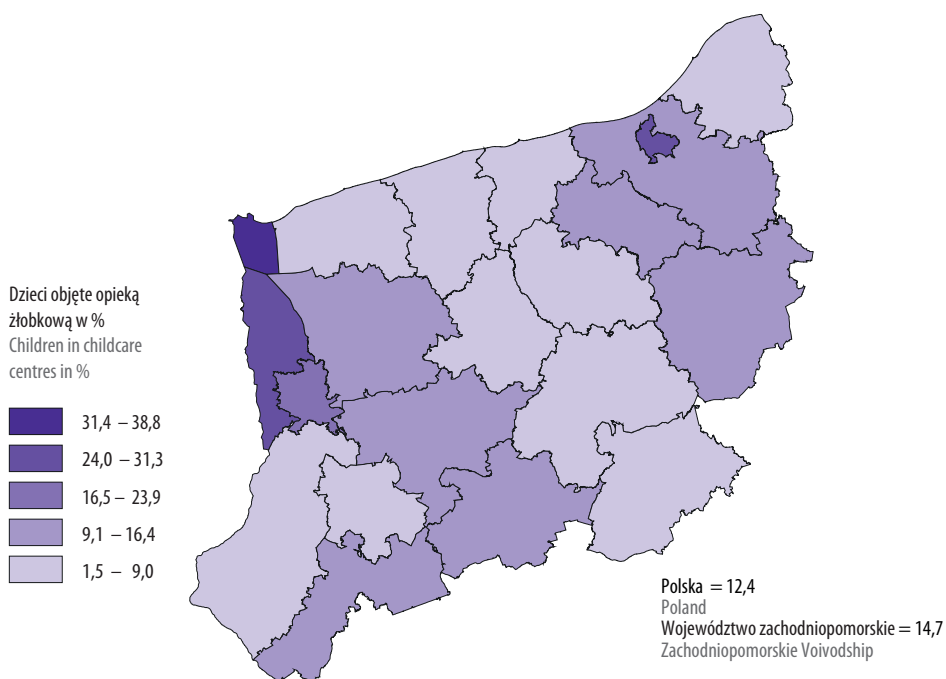 Dzieci objęte opieką
żłobkową w %
Children in childcare
centres in %
31,4 – 38,8
24,0 – 31,3
16,5 – 23,9
9,1 – 16,4
1,5 – 9,0
Polska = 12,4
Poland
Województwo zachodniopomorskie = 14,7
Zachodniopomorskie Voivodship